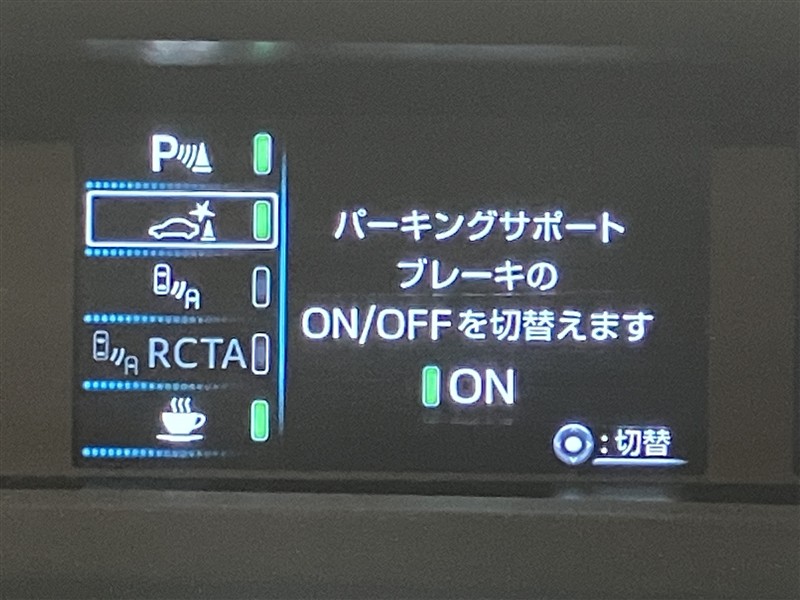 P
RCTA
パーキングサポート
ブレーキの
ON/OFFを切替えます
ON
:切替